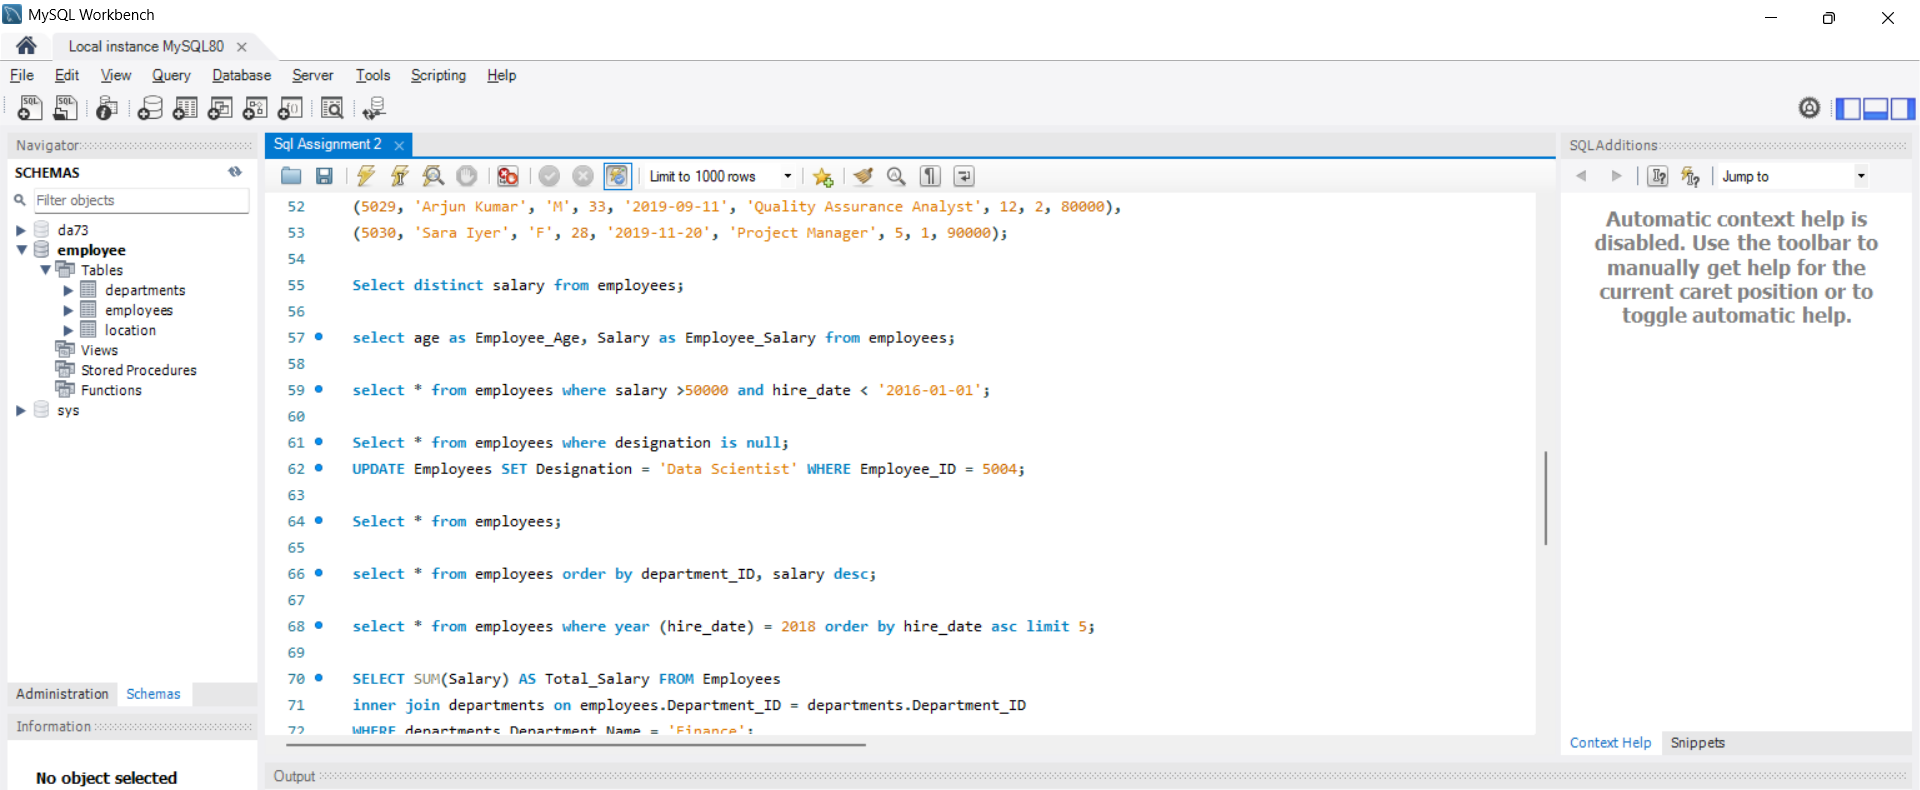 MySQL Workbench
Local instance MySQL80
File Edit View Query Database Server Tools Scripting Help
Navigator
SCHEMAS
Filter objects
da73
employee
Tables
departments
employees
location
Views
Stored Procedures
Functions
sys
Administration Schemas
Information
No object selected
Sql Assignment 2
Limit to 1000 rows
52 (5029, 'Arjun Kumar', 'M', 33, '2019-09-11', 'Quality Assurance Analyst', 12, 2, 80000),
53 (5030, 'Sara Iyer', 'F', 28, '2019-11-20', 'Project Manager', 5, 1, 90000);
54
55 Select distinct salary from employees;
56
57 select age as Employee_Age, Salary as Employee_Salary from employees;
58
59 select * from employees where salary >50000 and hire_date < '2016-01-01';
60
61 Select * from employees where designation is null;
62 UPDATE Employees SET Designation = 'Data Scientist' WHERE Employee_ID = 5004;
63
64 Select * from employees;
65
66 select * from employees order by department_ID, salary desc;
67
68 select * from employees where year (hire_date) = 2018 order by hire_date asc limit 5;
69
70 SELECT SUM(Salary) AS Total_Salary FROM Employees
71 inner join departments on employees.Department_ID = departments.Department_ID
72 WHERE departments.Department_Name = 'Finance';
Output
SQLAdditions
Jump to
Automatic context help is
disabled. Use the toolbar to
manually get help for the
current caret position or to
toggle automatic help.
Context Help Snippets